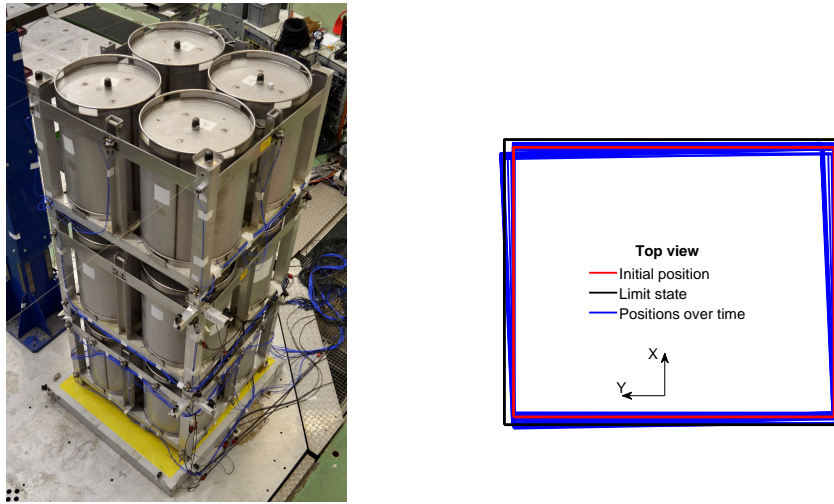 Top view
Initial position
Limit state
Positions over time
X
Y